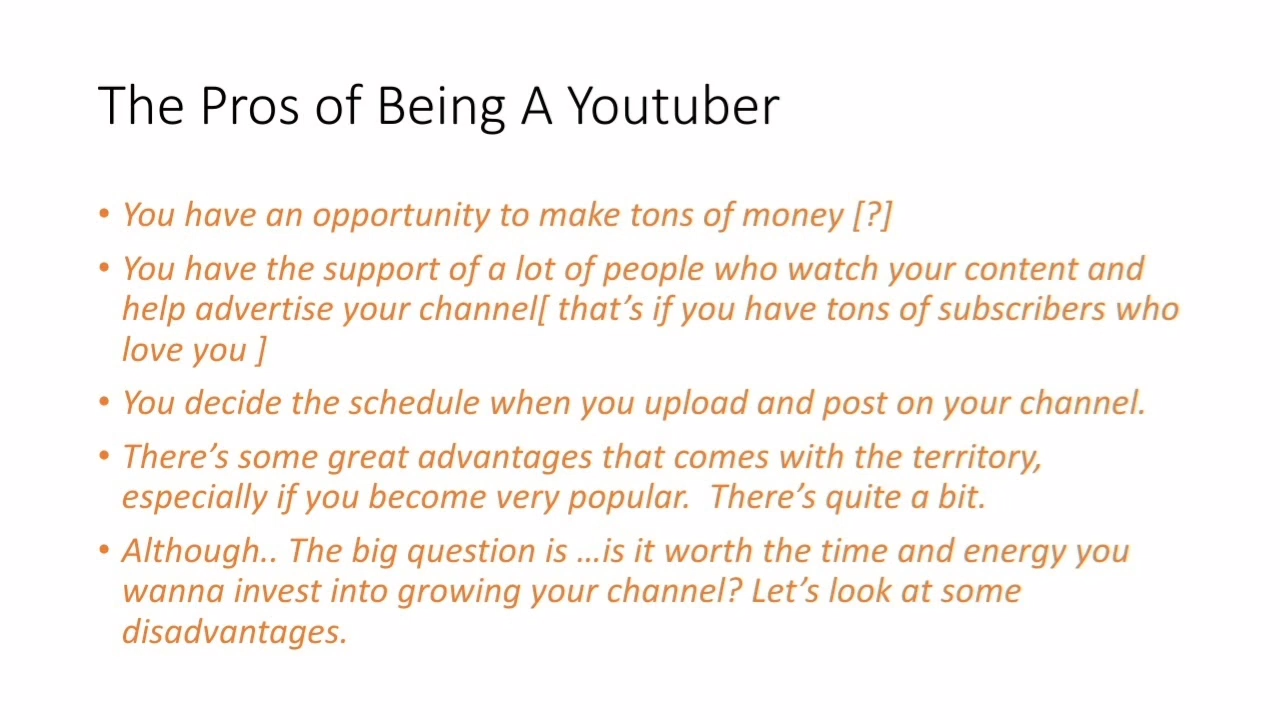 The Pros of Being A Youtuber
• You have an opportunity to make tons of money [?]
• You have the support of a lot of people who watch your content and
help advertise your channel[ that’s if you have tons of subscribers who
love you ]
• You decide the schedule when you upload and post on your channel.
• There’s some great advantages that comes with the territory,
especially if you become very popular.  There’s quite a bit.
• Although.. The big question is …is it worth the time and energy you
wanna invest into growing your channel? Let’s look at some
disadvantages.